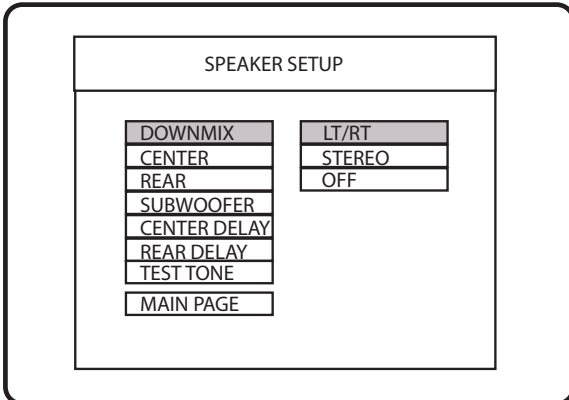 SPEAKER SETUP
DOWNMIX
CENTER
REAR
SUBWOOFER
CENTER DELAY
REAR DELAY
TEST TONE
MAIN PAGE
LT/RT
STEREO
OFF